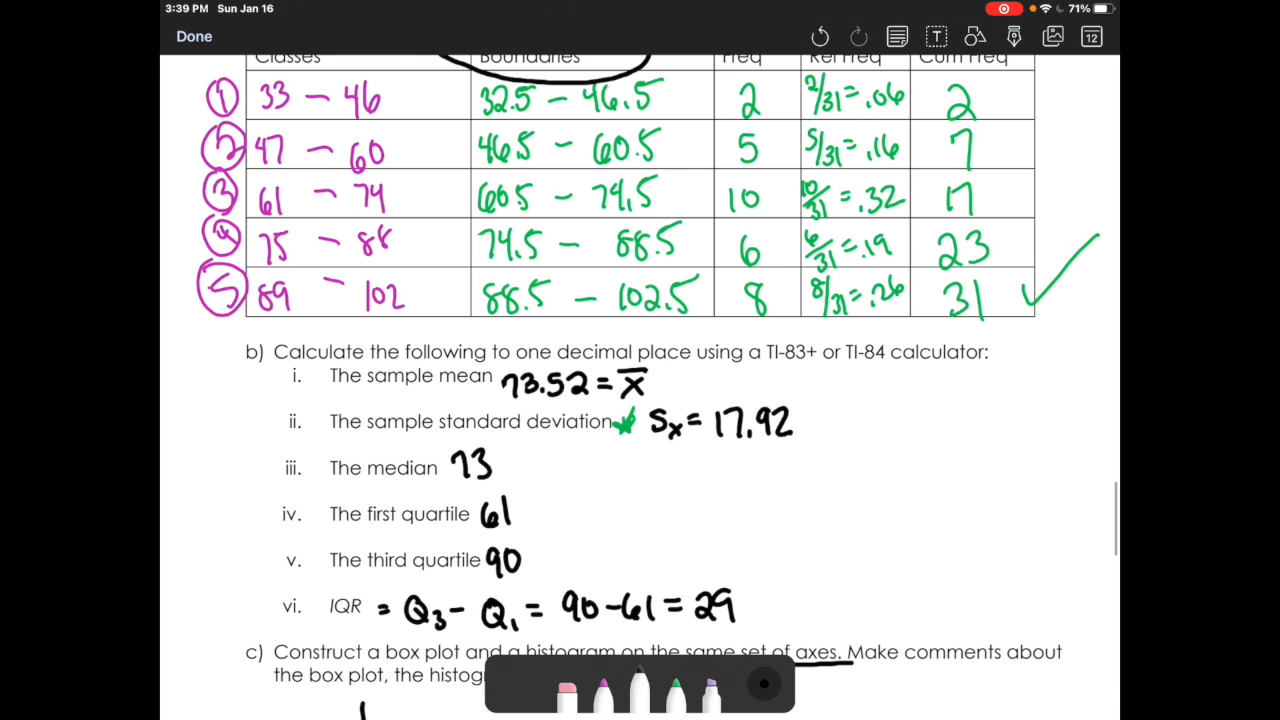 3:39 PM Sun Jan 16 71%
Done T 12
Classes Boundaries Freq Rel Freq Cum Freq
① 33 – 46 32.5 – 46.5 2 2/31 = .06 2
② 47 – 60 46.5 – 60.5 5 5/31 = .16 7
③ 61 – 74 60.5 – 74.5 10 10/31 = .32 17
④ 75 – 88 74.5 – 88.5 6 6/31 = .19 23
⑤ 89 – 102 88.5 – 102.5 8 8/31 = .26 31 ✓
b) Calculate the following to one decimal place using a TI-83+ or TI-84 calculator:
i. The sample mean 73.52 = x̅
ii. The sample standard deviation Sx = 17.92
iii. The median 73
iv. The first quartile 61
v. The third quartile 90
vi. IQR = Q₃ – Q₁ = 90 – 61 = 29
c) Construct a box plot and a histogram on the same set of axes. Make comments about
the box plot, the histog